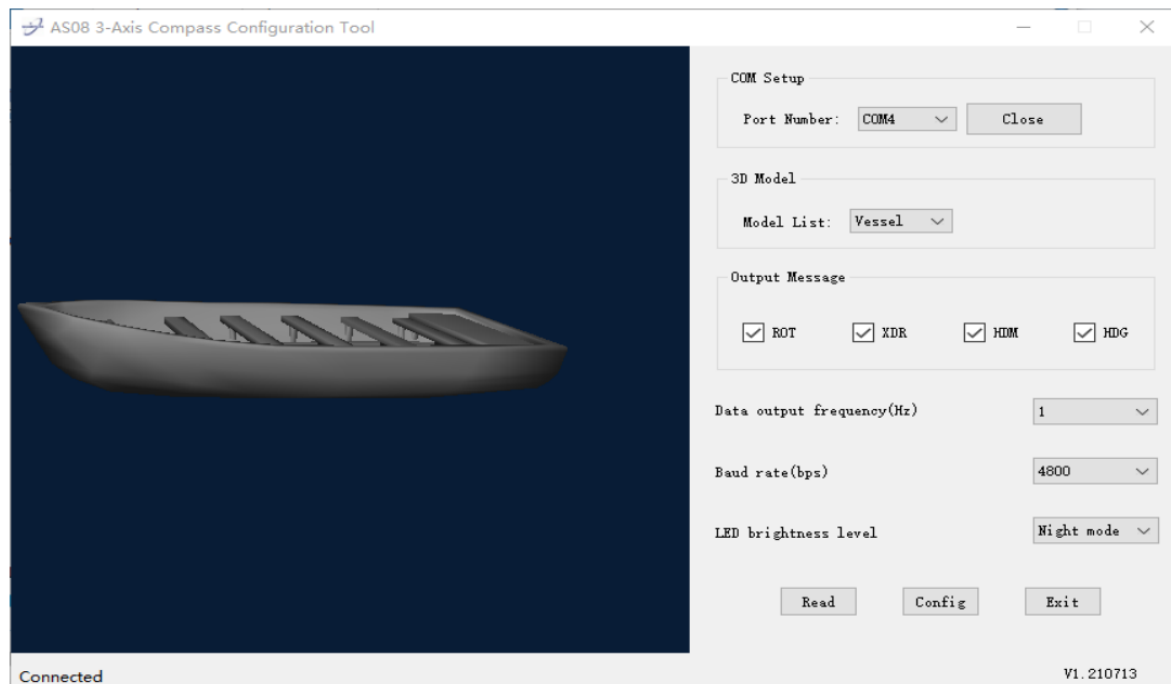 AS08 3-Axis Compass Configuration Tool
COM Setup
Port Number: COM4 Close
3D Model
Model List: Vessel
Output Message
ROT XDR HDM HDG
Data output frequency(Hz) 1
Baud rate(bps) 4800
LED brightness level Night mode
Read Config Exit
Connected V1.210713